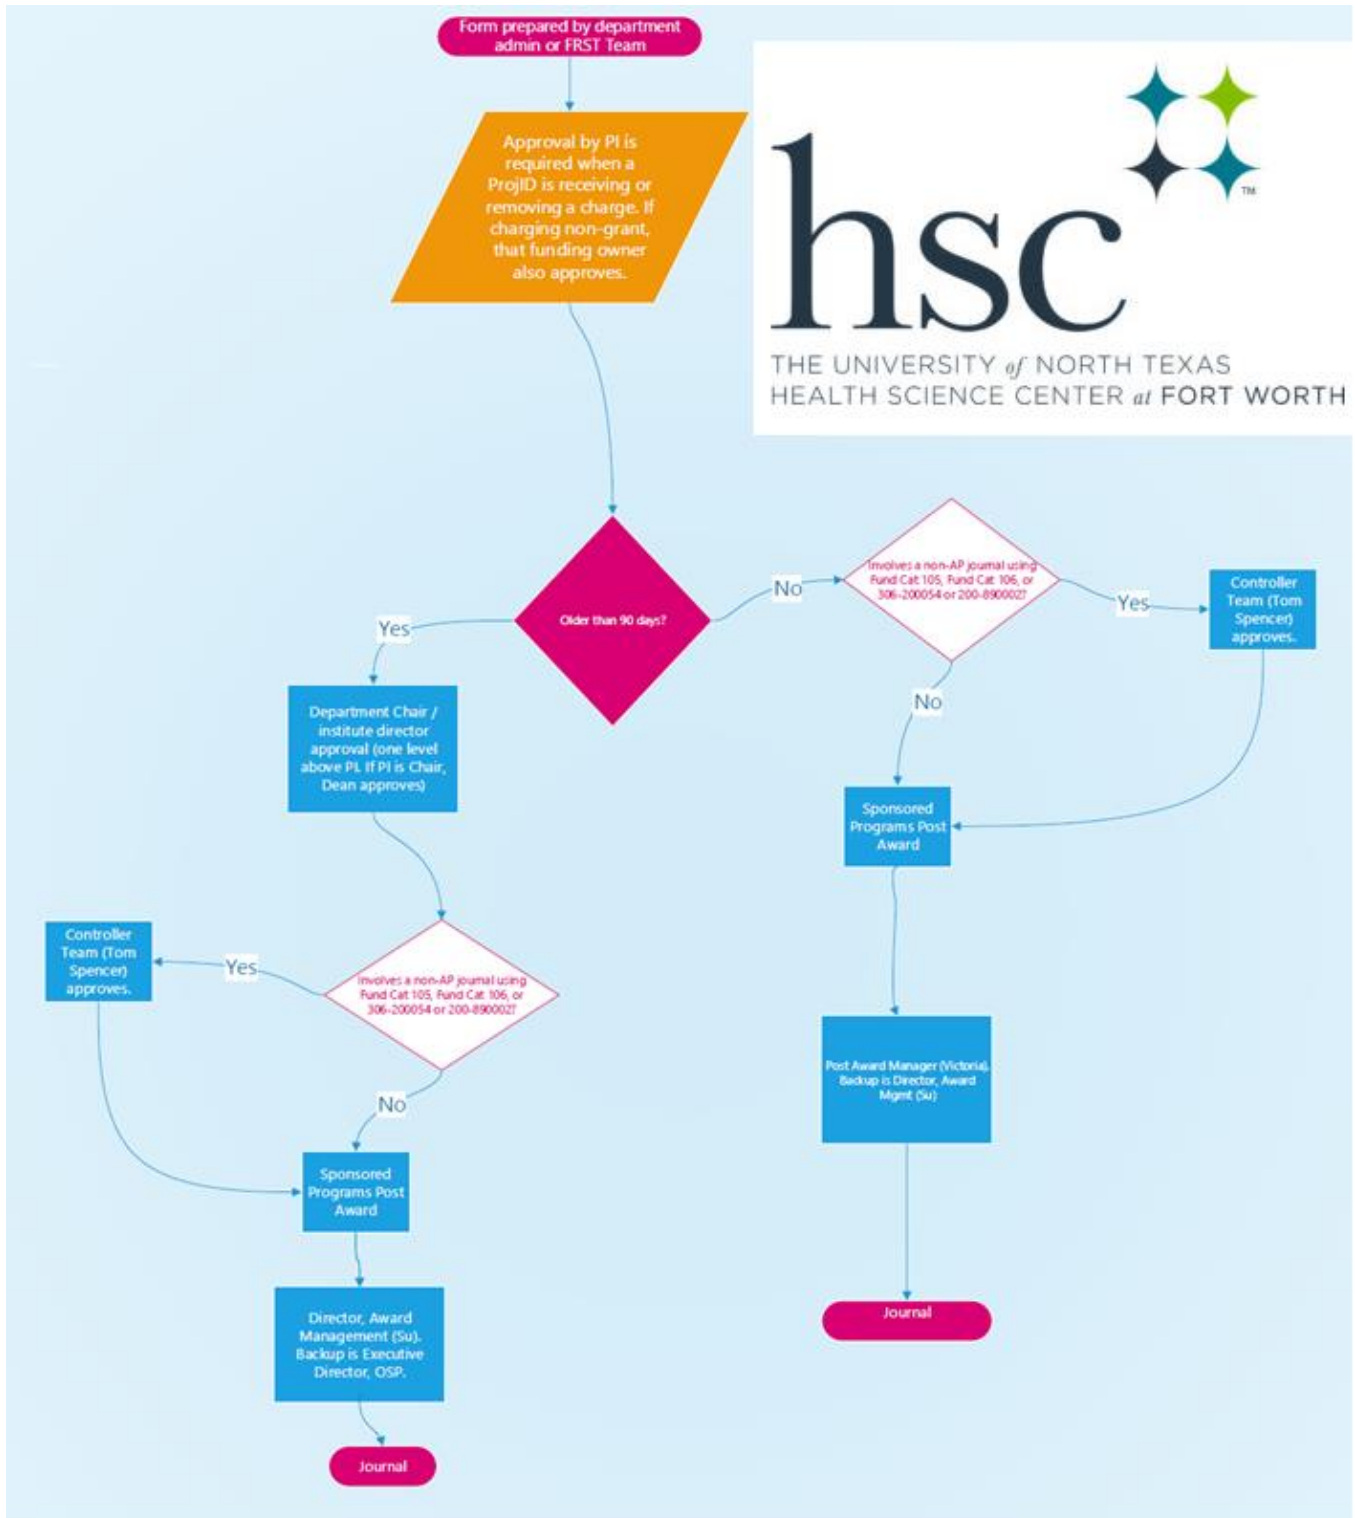 Form prepared by department
admin or FRST Team
Approval by PI is
required when a
ProjID is receiving or
removing a charge. If
charging non-grant,
that funding owner
also approves.
hsc
TM
THE UNIVERSITY of NORTH TEXAS
HEALTH SCIENCE CENTER at FORT WORTH
Older than 90 days?
No
Involves a non-AP journal using
Fund Cat 105, Fund Cat 106, or
306-200054 or 200-890002?
Yes
Controller
Team (Tom
Spencer)
approves.
No
Sponsored
Programs Post
Award
Post Award Manager (Victoria).
Backup is Director, Award
Mgmt (Su)
Journal
Yes
Department Chair /
institute director
approval (one level
above PI. If PI is Chair,
Dean approves)
Involves a non-AP journal using
Fund Cat 105, Fund Cat 106, or
306-200054 or 200-890002?
Yes
Controller
Team (Tom
Spencer)
approves.
No
Sponsored
Programs Post
Award
Director, Award
Management (Su).
Backup is Executive
Director, OSP.
Journal